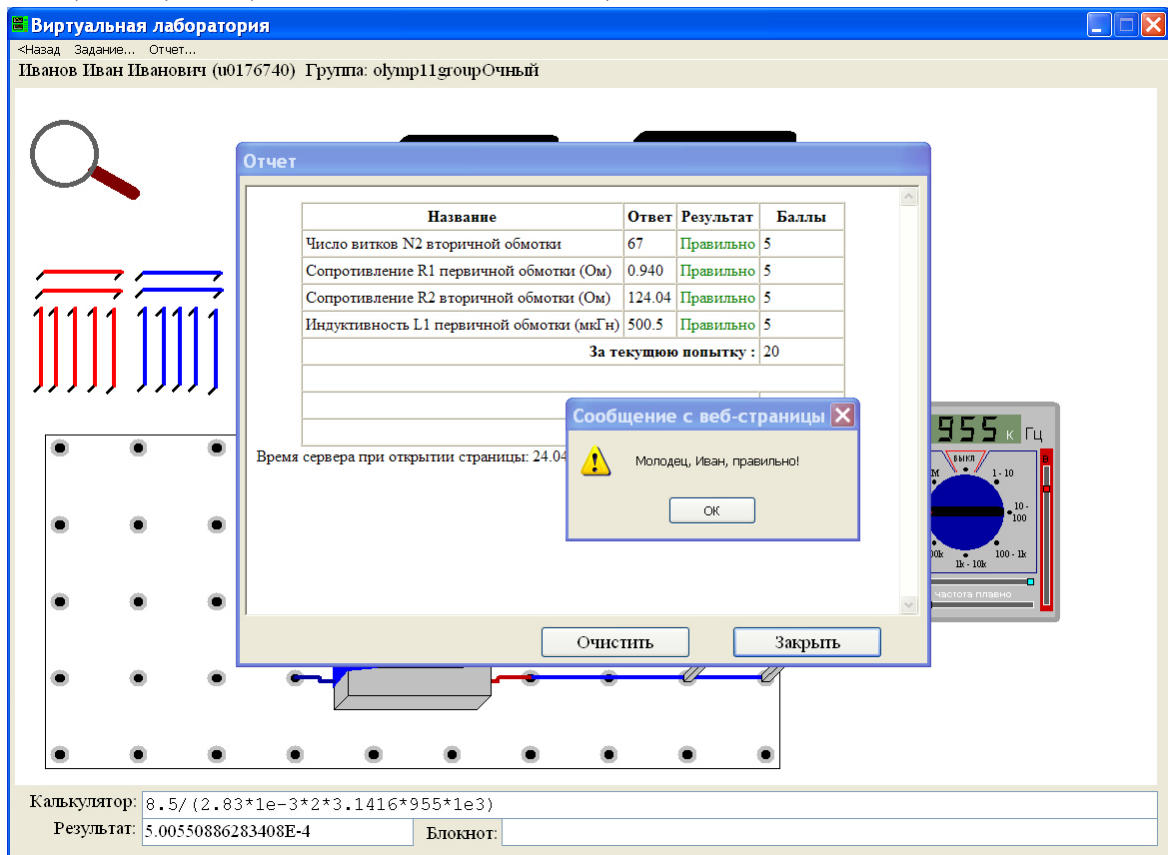 Виртуальная лаборатория
<Назад Задание... Отчет...
Иванов Иван Иванович (u0176740) Группа: olymp11groupОчный
Отчет
Название Ответ Результат Баллы
Число витков N2 вторичной обмотки 67 Правильно 5
Сопротивление R1 первичной обмотки (Ом) 0.940 Правильно 5
Сопротивление R2 вторичной обмотки (Ом) 124.04 Правильно 5
Индуктивность L1 первичной обмотки (мкГн) 500.5 Правильно 5
За текущую попытку : 20
Сообщение с веб-страницы
Время сервера при открытии страницы: 24.04
Молодец, Иван, правильно!
OK
955 к Гц
выкл
М 1 - 10
10 - 100
100 - 1k
1k - 10k
00k
частота плавно
Очистить Закрыть
Калькулятор: 8.5/(2.83*1e-3*2*3.1416*955*1e3)
Результат: 5.00550886283408E-4 Блокнот: